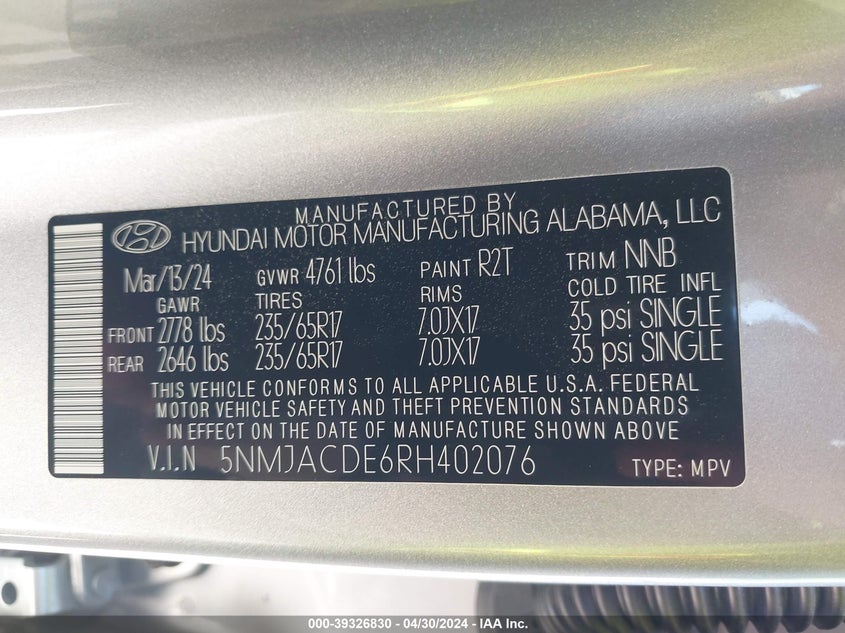 MANUFACTURED BY
HYUNDAI MOTOR MANUFACTURING ALABAMA, LLC
Mar/13/24 GVWR 4761 lbs PAINT R2T TRIM NNB
GAWR TIRES RIMS COLD TIRE INFL
FRONT 2778 lbs 235/65R17 7.0JX17 35 psi SINGLE
REAR 2646 lbs 235/65R17 7.0JX17 35 psi SINGLE
THIS VEHICLE CONFORMS TO ALL APPLICABLE U.S.A. FEDERAL
MOTOR VEHICLE SAFETY AND THEFT PREVENTION STANDARDS
IN EFFECT ON THE DATE OF MANUFACTURE SHOWN ABOVE
V.I.N 5NMJACDE6RH402076 TYPE: MPV
000-39326830 - 04/30/2024 - IAA Inc.